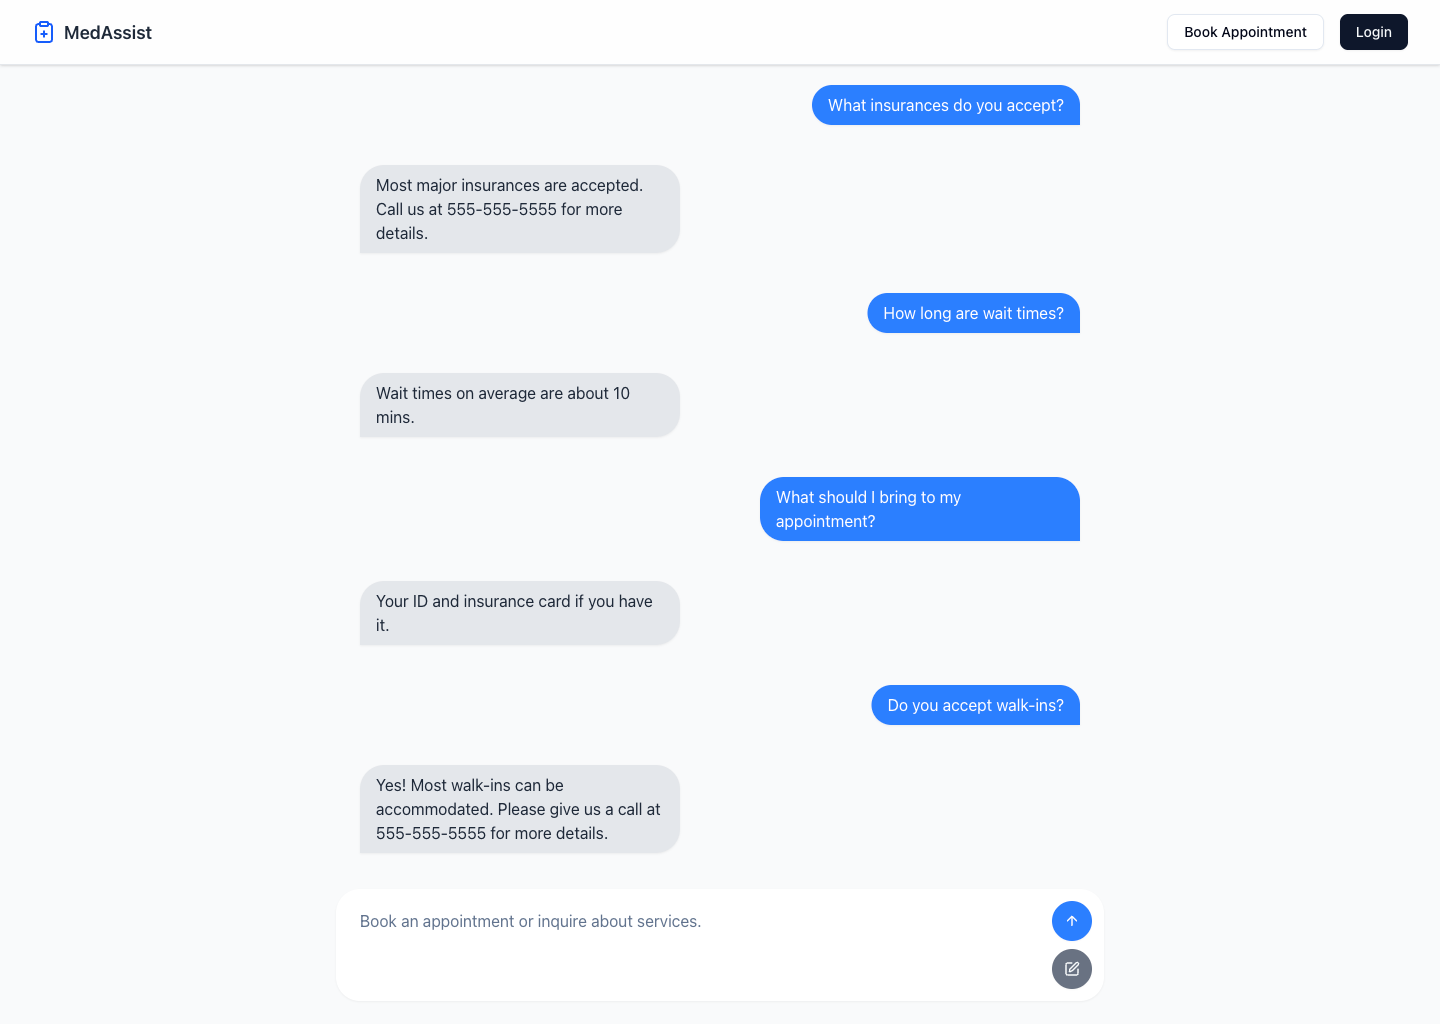 MedAssist
Book Appointment
Login
What insurances do you accept?
Most major insurances are accepted.
Call us at 555-555-5555 for more
details.
How long are wait times?
Wait times on average are about 10
mins.
What should I bring to my
appointment?
Your ID and insurance card if you have
it.
Do you accept walk-ins?
Yes! Most walk-ins can be
accommodated. Please give us a call at
555-555-5555 for more details.
Book an appointment or inquire about services.